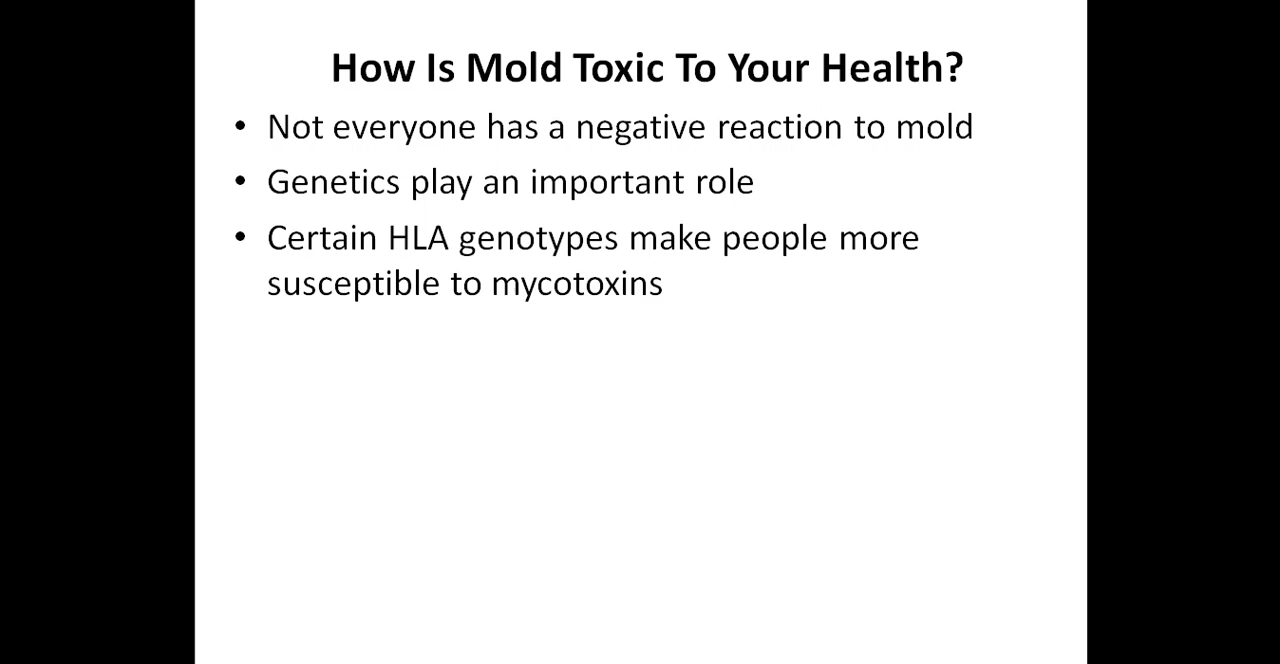 How Is Mold Toxic To Your Health?
• Not everyone has a negative reaction to mold
• Genetics play an important role
• Certain HLA genotypes make people more
susceptible to mycotoxins